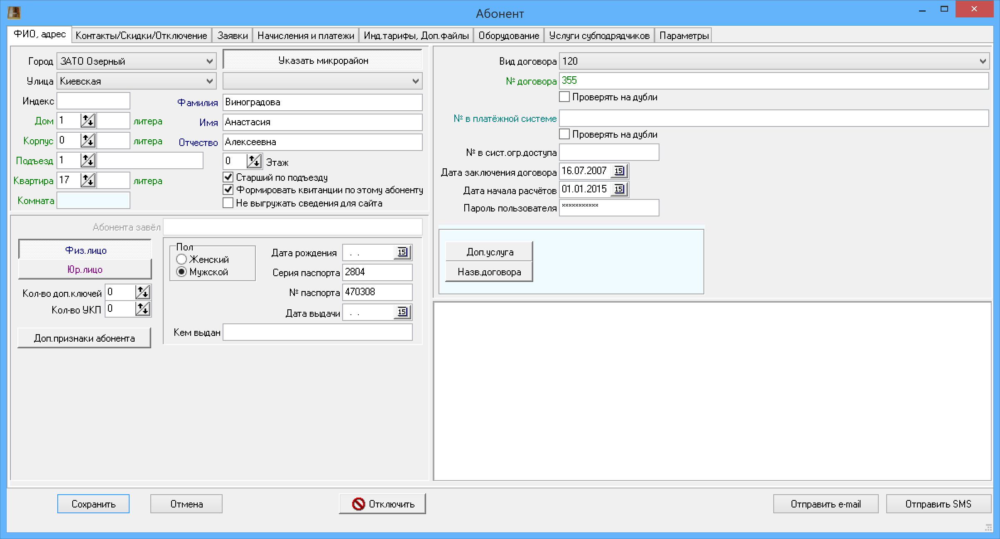 Абонент
ФИО, адрес Контакты/Скидки/Отключение Заявки Начисления и платежи Инд.тарифы, Доп.файлы Оборудование Услуги субподрядчиков Параметры
Город ЗАТО Озерный Указать микрорайон
Улица Киевская
Индекс
Фамилия Виноградова
Дом 1 литера
Имя Анастасия
Корпус 0 литера
Отчество Алексеевна
Подъезд 1
0 Этаж
Квартира 17 литера
Старший по подъезду
Формировать квитанции по этому абоненту
Комната
Не выгружать сведения для сайта
Абонента завёл
Физ.лицо
Юр.лицо
Кол-во доп.ключей 0
Кол-во УКП 0
Доп.признаки абонента
Пол
Женский
Мужской
Дата рождения . . 15
Серия паспорта 2804
№ паспорта 470308
Дата выдачи . . 15
Кем выдан
Вид договора 120
№ договора 355
Проверять на дубли
№ в платёжной системе
Проверять на дубли
№ в сист.огр.доступа
Дата заключения договора 16.07.2007 15
Дата начала расчётов 01.01.2015 15
Пароль пользователя ***********
Доп.услуга
Назв.договора
Сохранить Отмена Отключить Отправить e-mail Отправить SMS